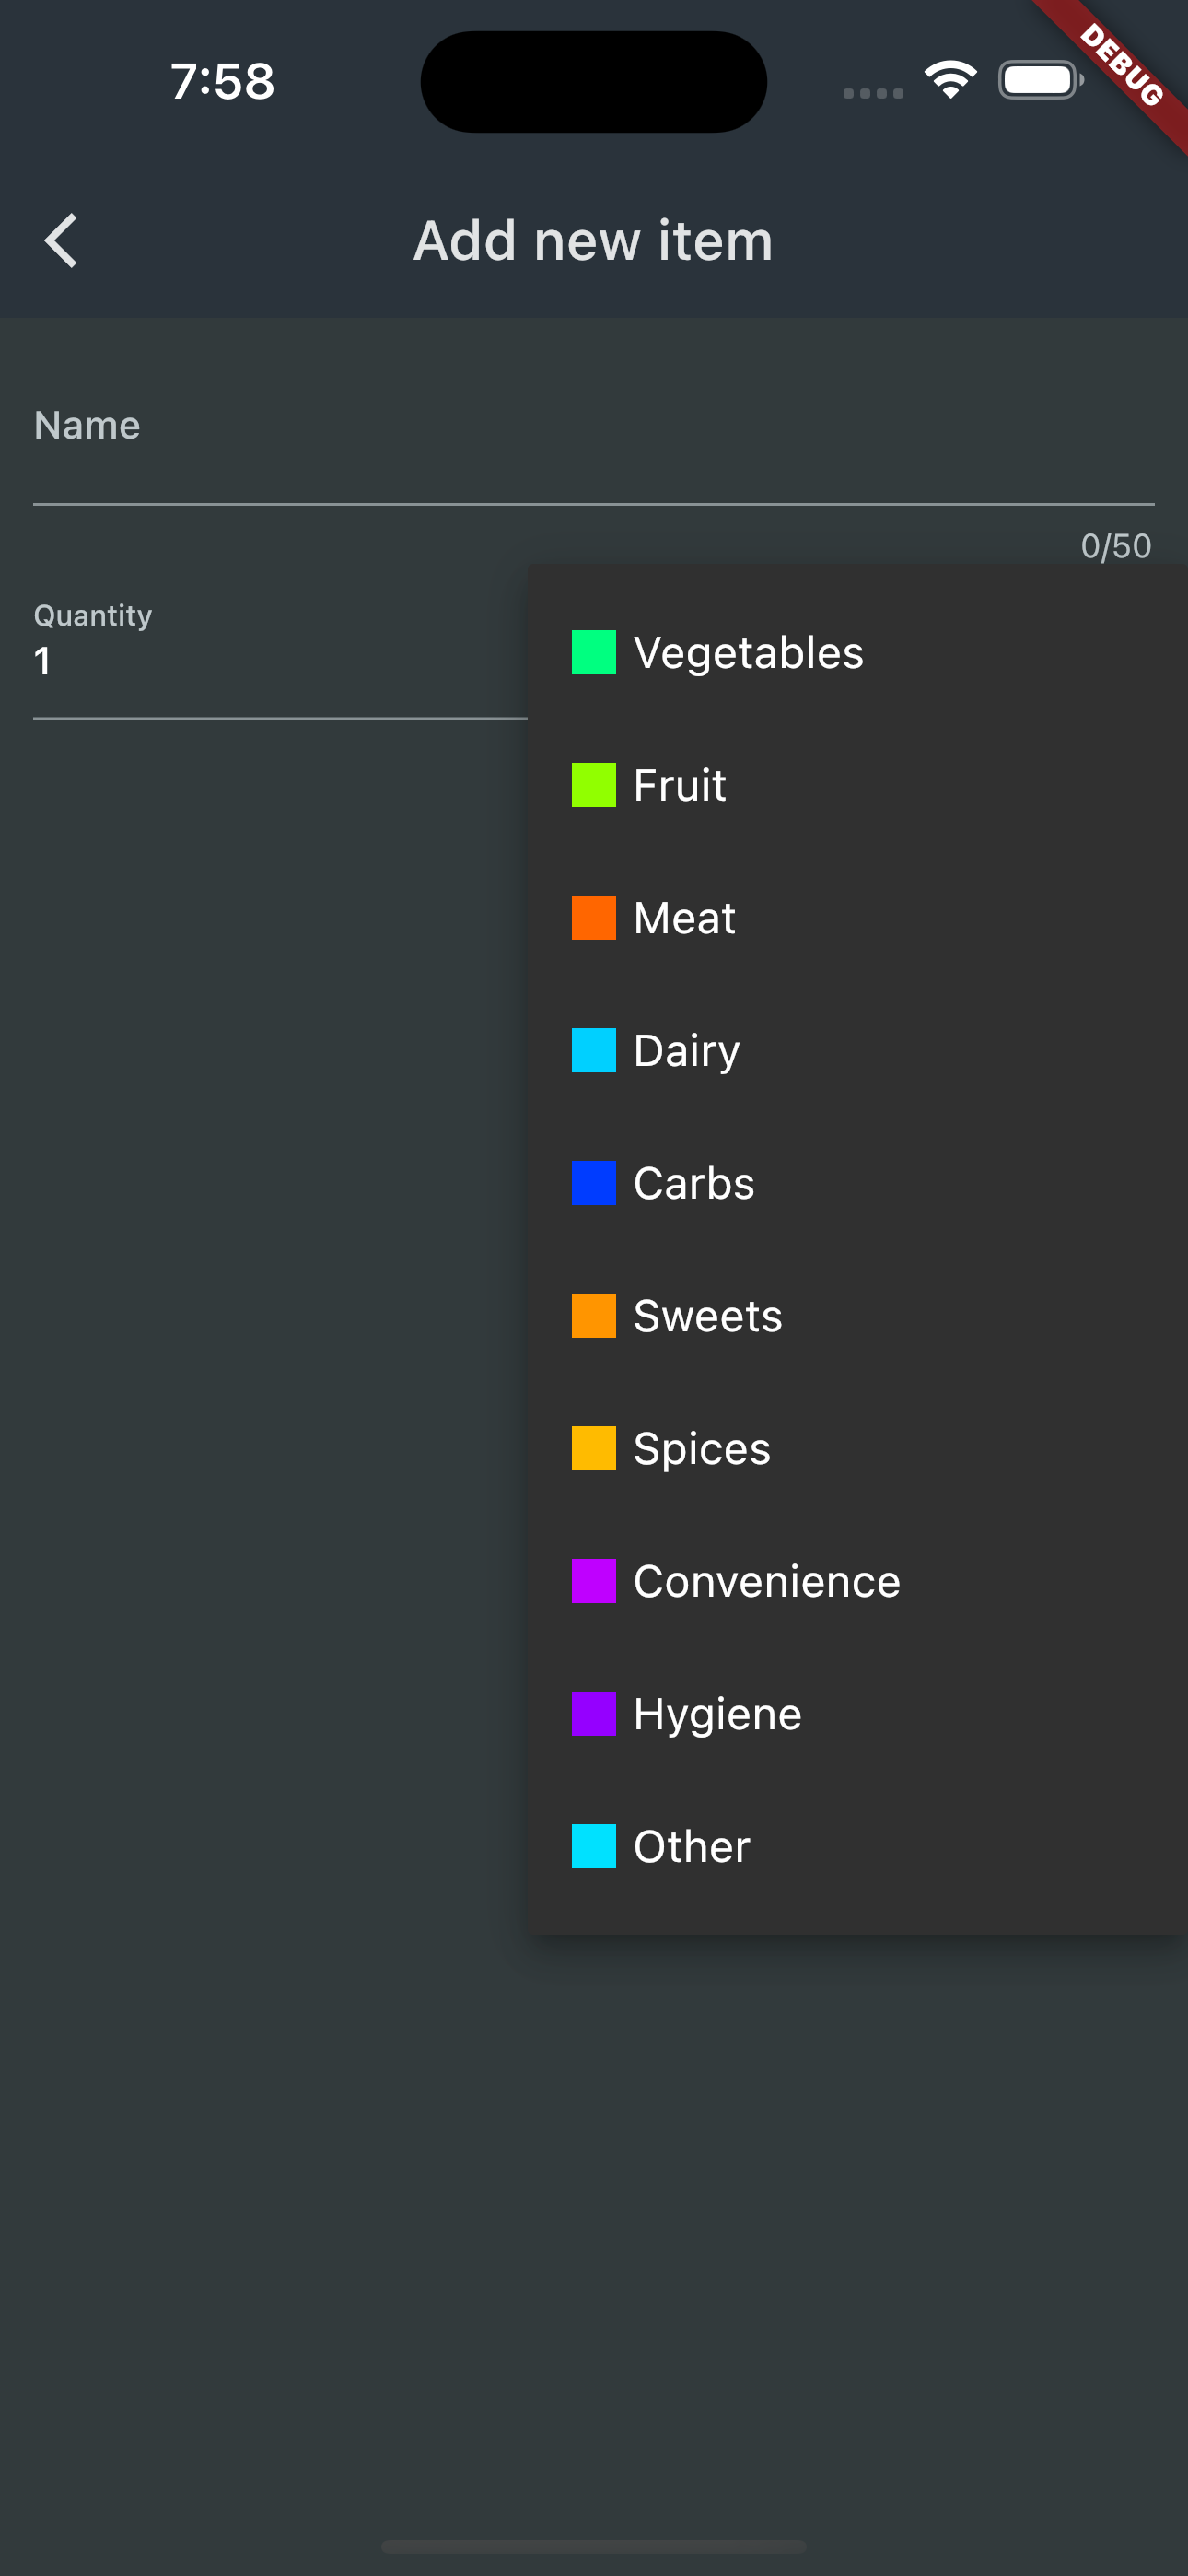 7:58
DEBUG
Add new item
Name
0/50
Quantity
1
Vegetables
Fruit
Meat
Dairy
Carbs
Sweets
Spices
Convenience
Hygiene
Other